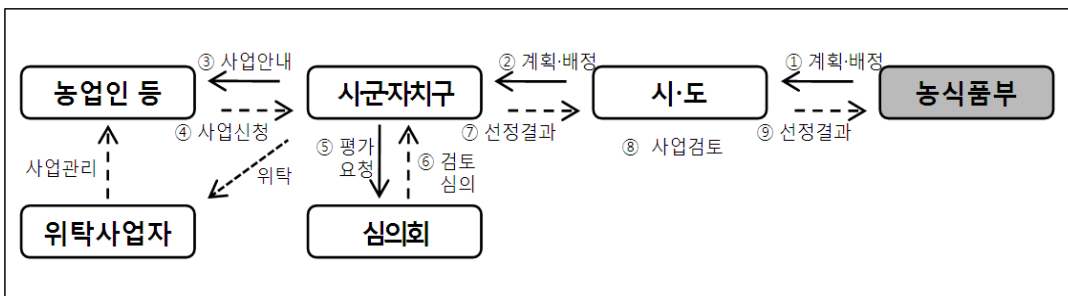 ③ 사업안내
② 계획·배정
① 계획·배정
농업인 등
시·군·자치구
시·도
농식품부
④ 사업신청
⑦ 선정결과
⑧ 사업검토
⑨ 선정결과
사업관리
위탁
⑤ 평가
요청
⑥ 검토
심의
위탁사업자
심의회